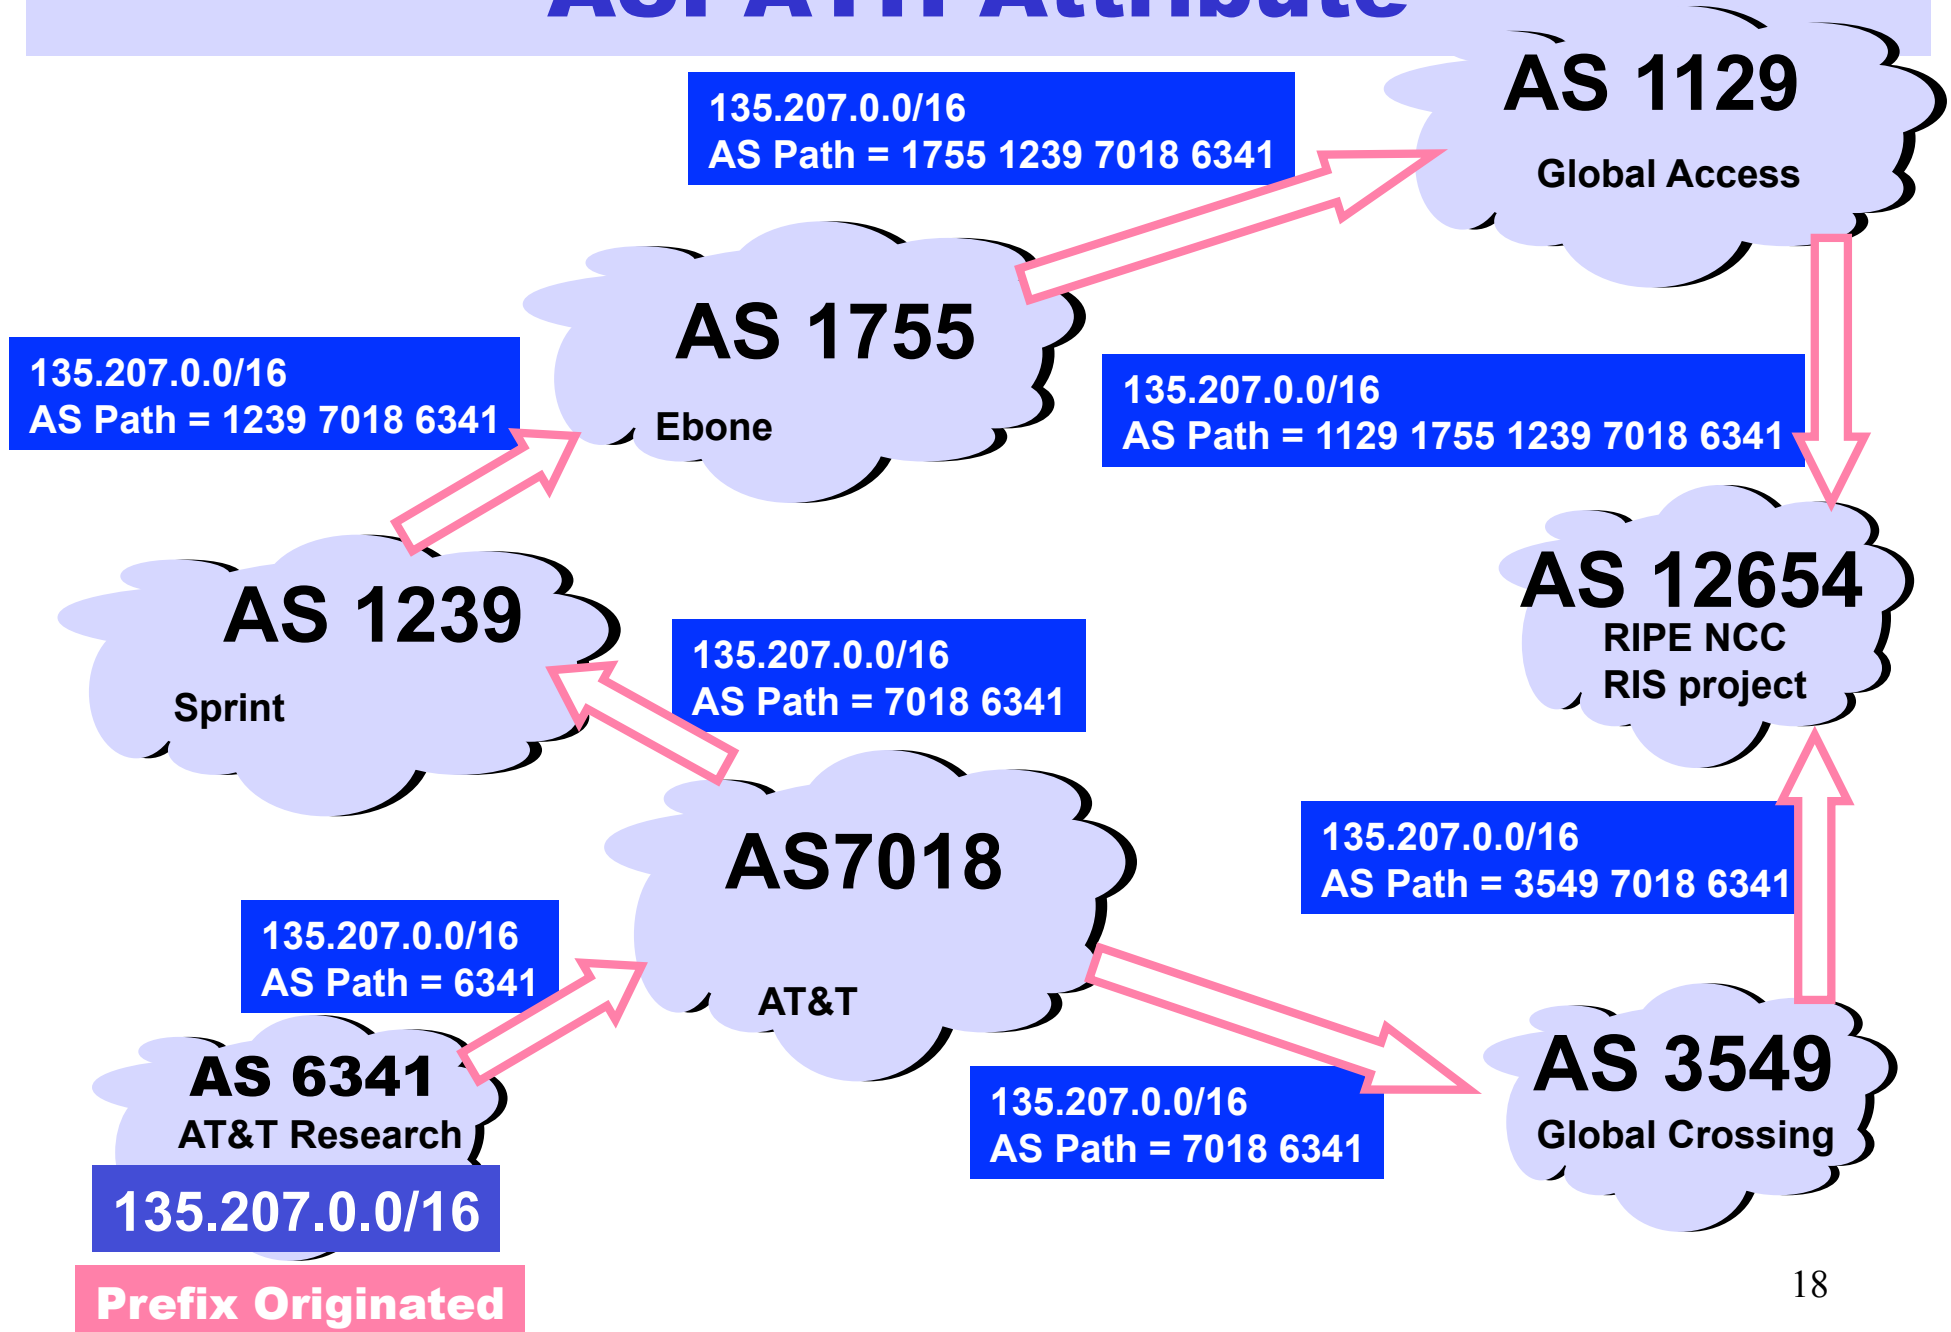 ASPATH Attribute
AS 1129
Global Access
135.207.0.0/16
AS Path = 1755 1239 7018 6341
AS 1755
Ebone
135.207.0.0/16
AS Path = 1239 7018 6341
135.207.0.0/16
AS Path = 1129 1755 1239 7018 6341
AS 12654
RIPE NCC
RIS project
AS 1239
Sprint
135.207.0.0/16
AS Path = 7018 6341
AS7018
AT&T
135.207.0.0/16
AS Path = 3549 7018 6341
135.207.0.0/16
AS Path = 6341
AS 6341
AT&T Research
135.207.0.0/16
Prefix Originated
135.207.0.0/16
AS Path = 7018 6341
AS 3549
Global Crossing
18